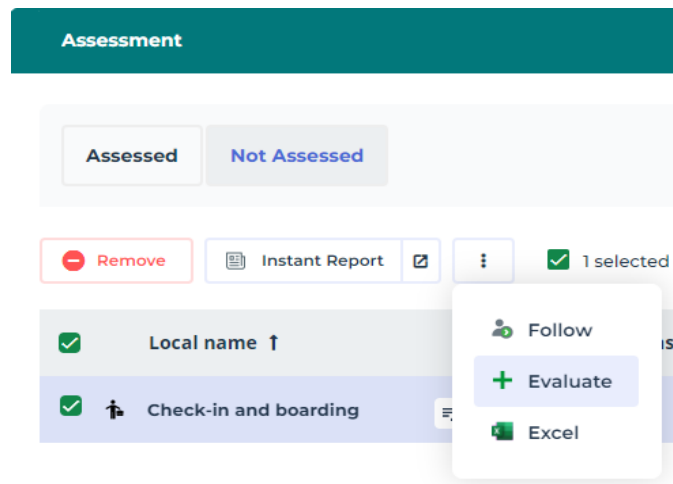 Assessment
Assessed Not Assessed
Remove Instant Report 1 selected
Local name ↑
Follow
Check-in and boarding
Evaluate
Excel